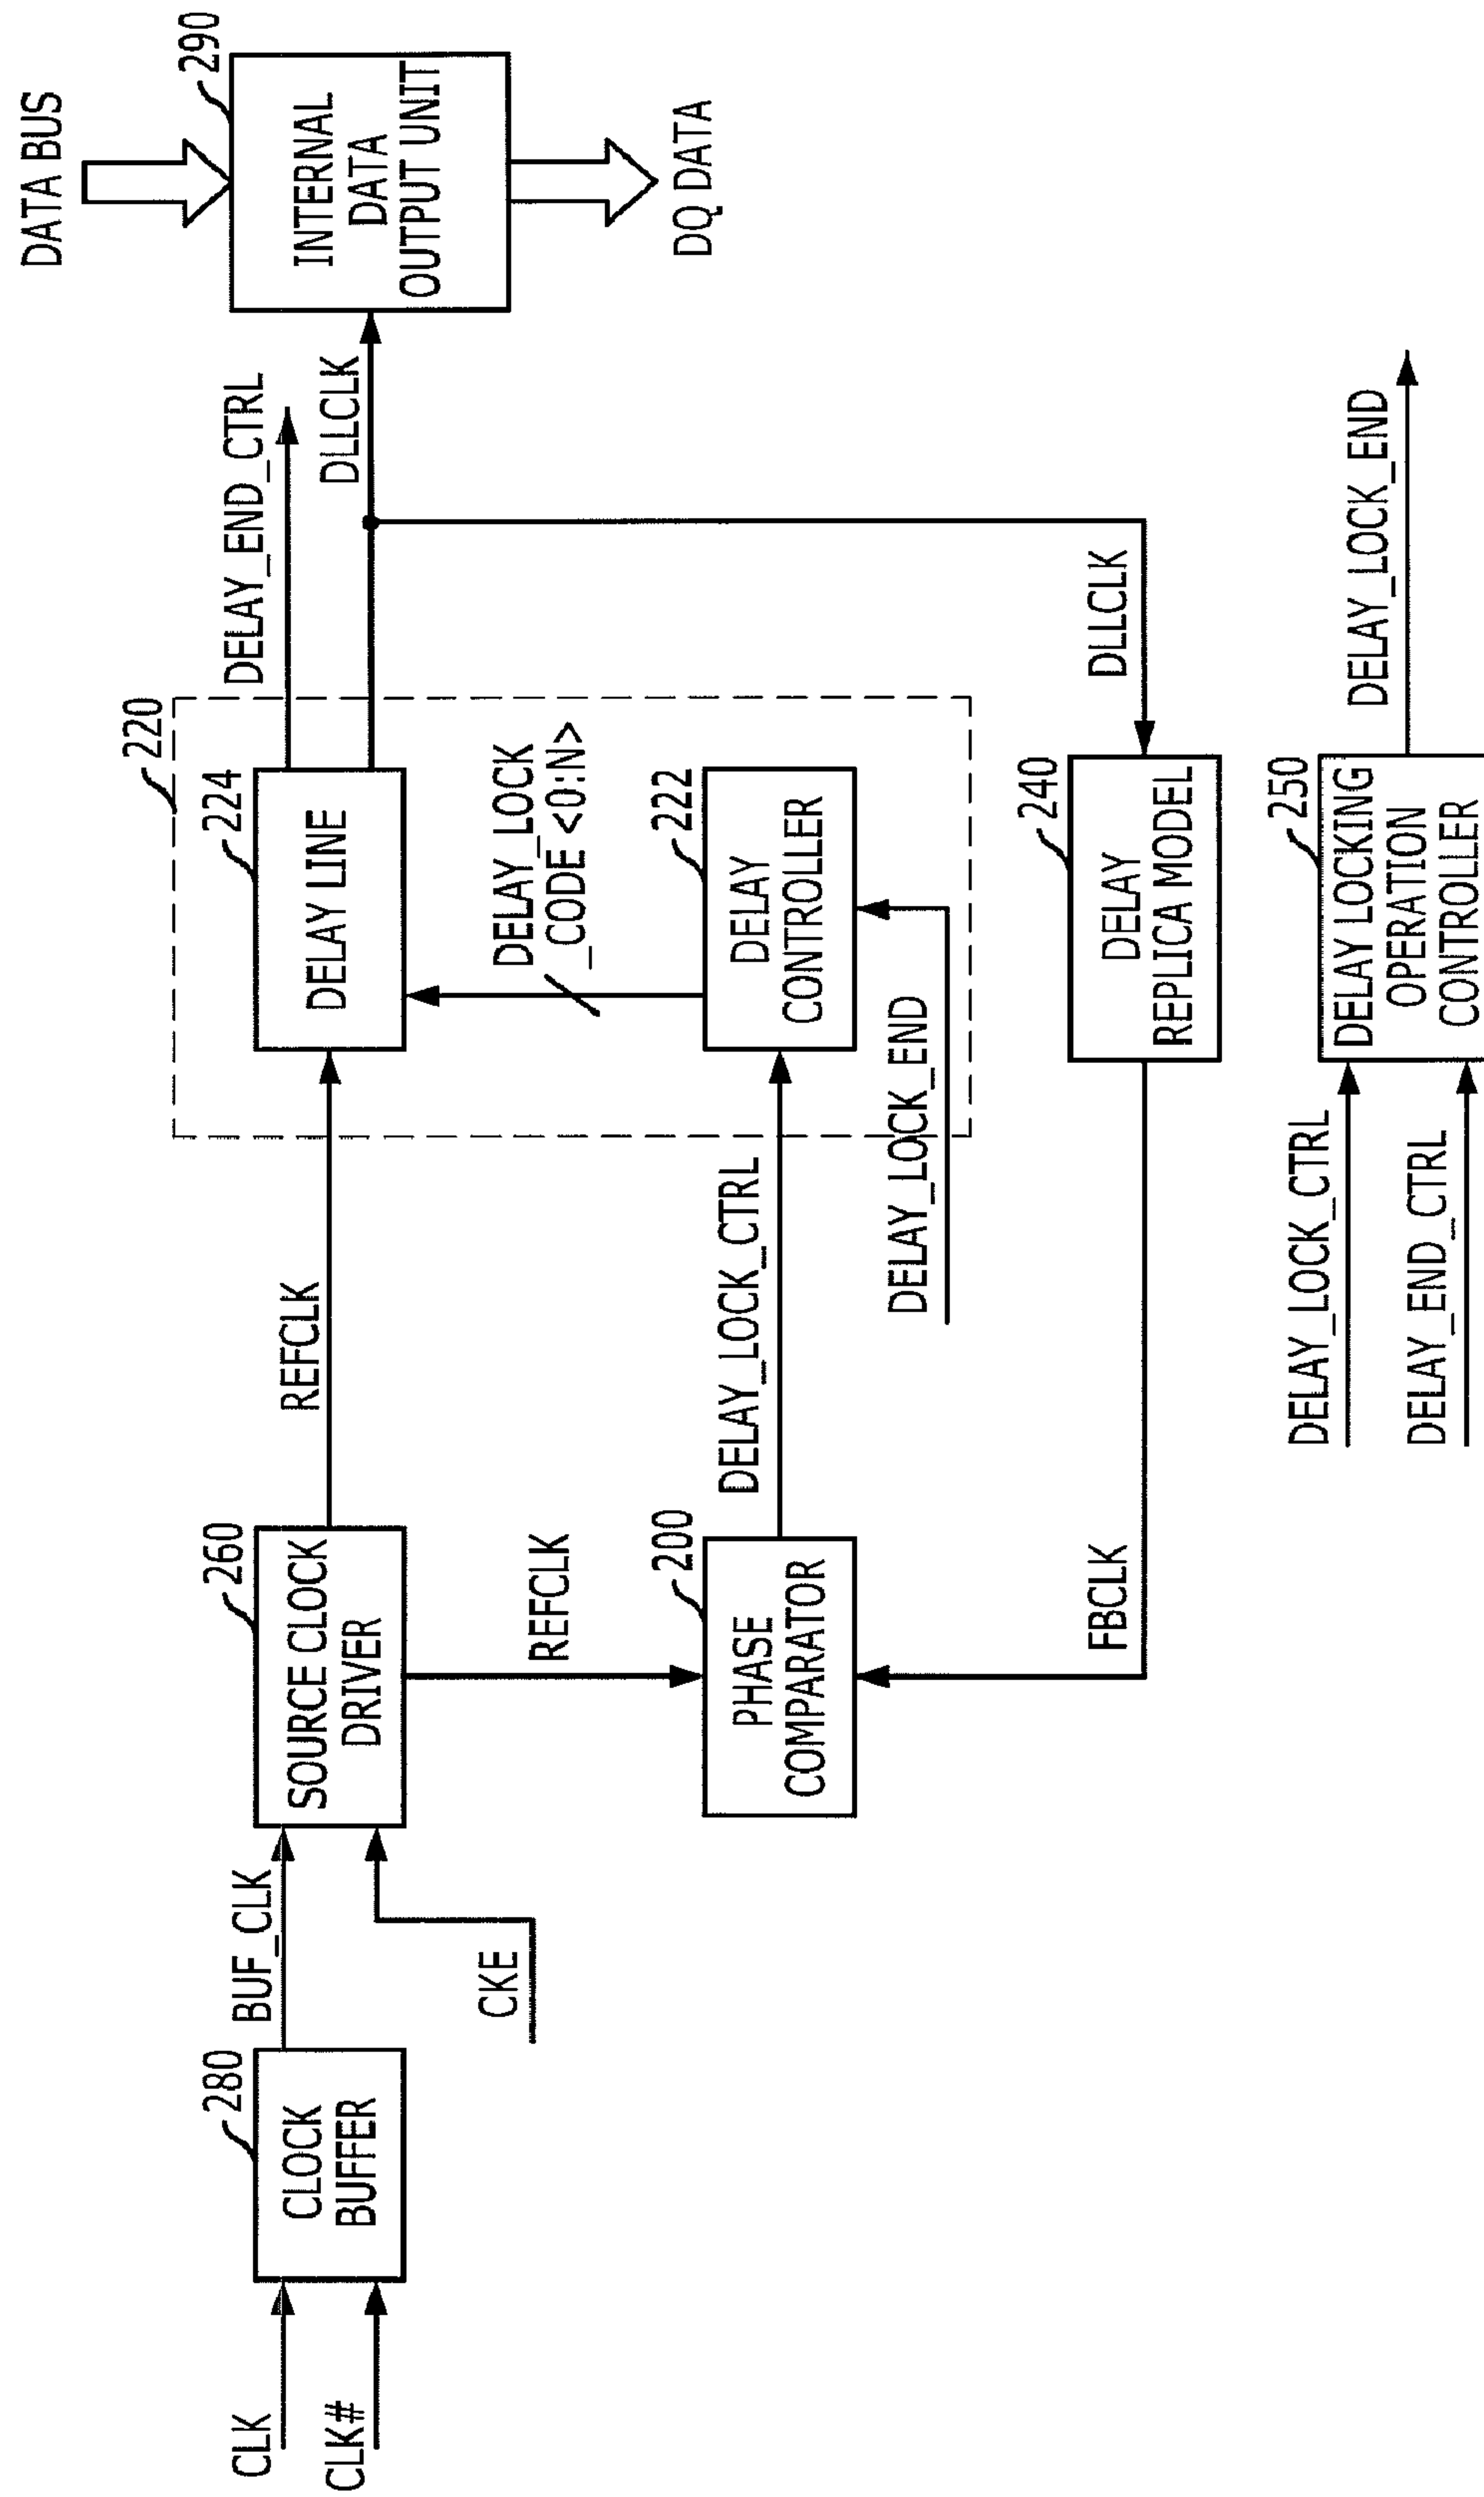 CLK
CLK#
280
CLOCK
BUFFER
BUF_CLK
CKE
260
SOURCE CLOCK
DRIVER
REFCLK
REFCLK
200
PHASE
COMPARATOR
DELAY_LOCK_CTRL
DELAY_LOCK_END
FBCLK
220
224
DELAY LINE
DELAY_LOCK
_CODE <0:N>
222
DELAY
CONTROLLER
240
DELAY
REPLICA MODEL
DELAY_END_CTRL
DLLCLK
DLLCLK
DATA BUS
290
INTERNAL
DATA
OUTPUT UNIT
DQ DATA
DELAY_LOCK_CTRL
DELAY_END_CTRL
250
DELAY LOCKING
OPERATION
CONTROLLER
DELAY_LOCK_END